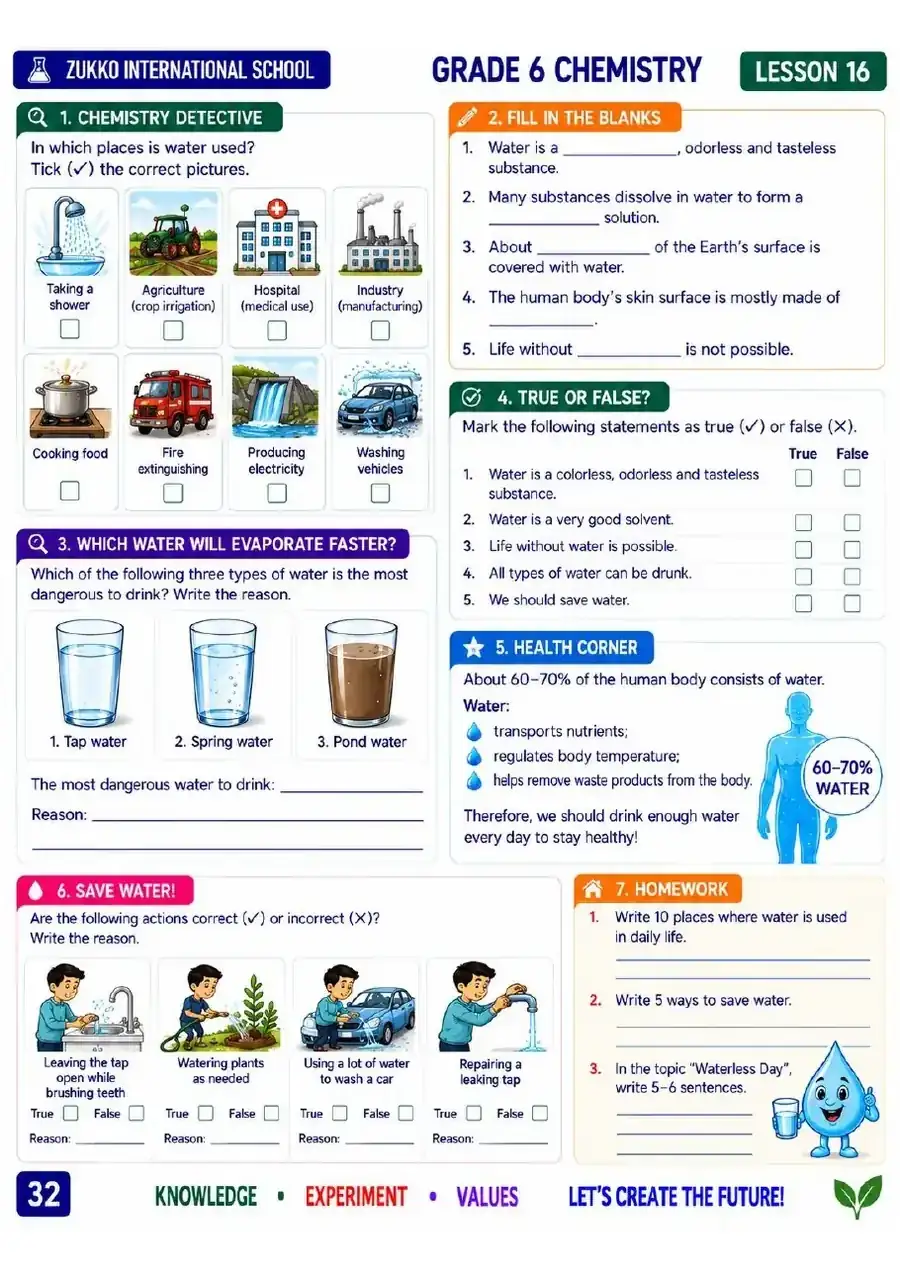 ZUKKO INTERNATIONAL SCHOOL
GRADE 6 CHEMISTRY
LESSON 16
1. CHEMISTRY DETECTIVE
In which places is water used?
Tick (✓) the correct pictures.
Taking a
shower
Agriculture
(crop irrigation)
Hospital
(medical use)
Industry
(manufacturing)
Cooking food
Fire
extinguishing
Producing
electricity
Washing
vehicles
2. FILL IN THE BLANKS
1. Water is a ______________, odorless and tasteless
substance.
2. Many substances dissolve in water to form a
______________ solution.
3. About ______________ of the Earth's surface is
covered with water.
4. The human body's skin surface is mostly made of
_____________.
5. Life without _____________ is not possible.
3. WHICH WATER WILL EVAPORATE FASTER?
Which of the following three types of water is the most
dangerous to drink? Write the reason.
1. Tap water
2. Spring water
3. Pond water
The most dangerous water to drink: __________________
Reason: __________________________________________
4. TRUE OR FALSE?
Mark the following statements as true (✓) or false (✕).
True False
1. Water is a colorless, odorless and tasteless
substance.
2. Water is a very good solvent.
3. Life without water is possible.
4. All types of water can be drunk.
5. We should save water.
5. HEALTH CORNER
About 60–70% of the human body consists of water.
Water:
transports nutrients;
regulates body temperature;
helps remove waste products from the body.
Therefore, we should drink enough water
every day to stay healthy!
60–70%
WATER
6. SAVE WATER!
Are the following actions correct (✓) or incorrect (✕)?
Write the reason.
Leaving the tap
open while
brushing teeth
True False
Reason: _________
Watering plants
as needed
True False
Reason: _________
Using a lot of water
to wash a car
True False
Reason: _________
Repairing a
leaking tap
True False
Reason: _________
7. HOMEWORK
1. Write 10 places where water is used
in daily life.
2. Write 5 ways to save water.
3. In the topic "Waterless Day",
write 5–6 sentences.
32
KNOWLEDGE • EXPERIMENT • VALUES
LET'S CREATE THE FUTURE!